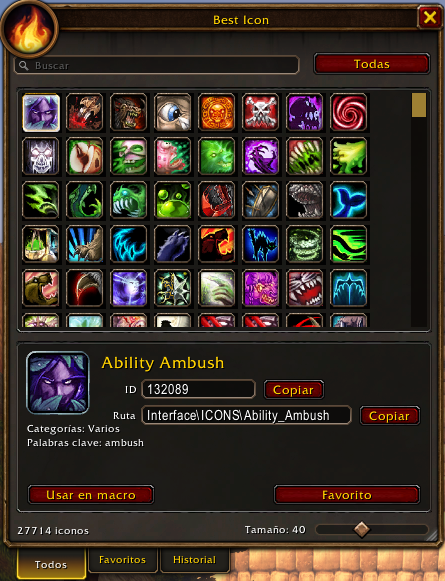 Best Icon
Buscar
Todas
Ability Ambush
ID 132089 Copiar
Ruta Interface\ICONS\Ability_Ambush Copiar
Categorías: Varios
Palabras clave: ambush
Usar en macro Favorito
27714 iconos Tamaño: 40
Todos Favoritos Historial